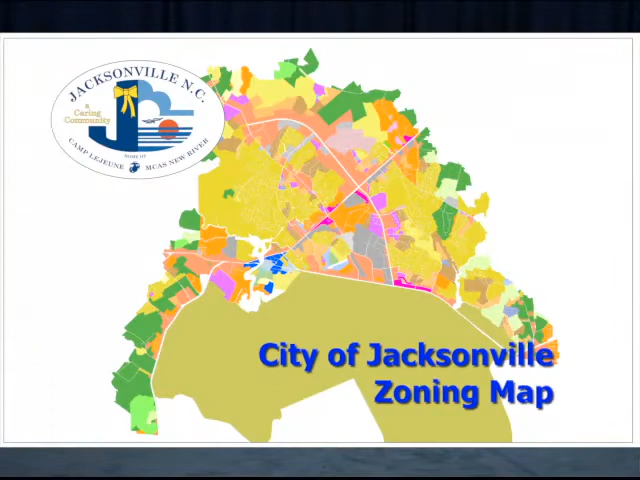 JACKSONVILLE N.C.
a
Caring
Community
HOME OF
CAMP LEJEUNE
MCAS NEW RIVER
City of Jacksonville
Zoning Map